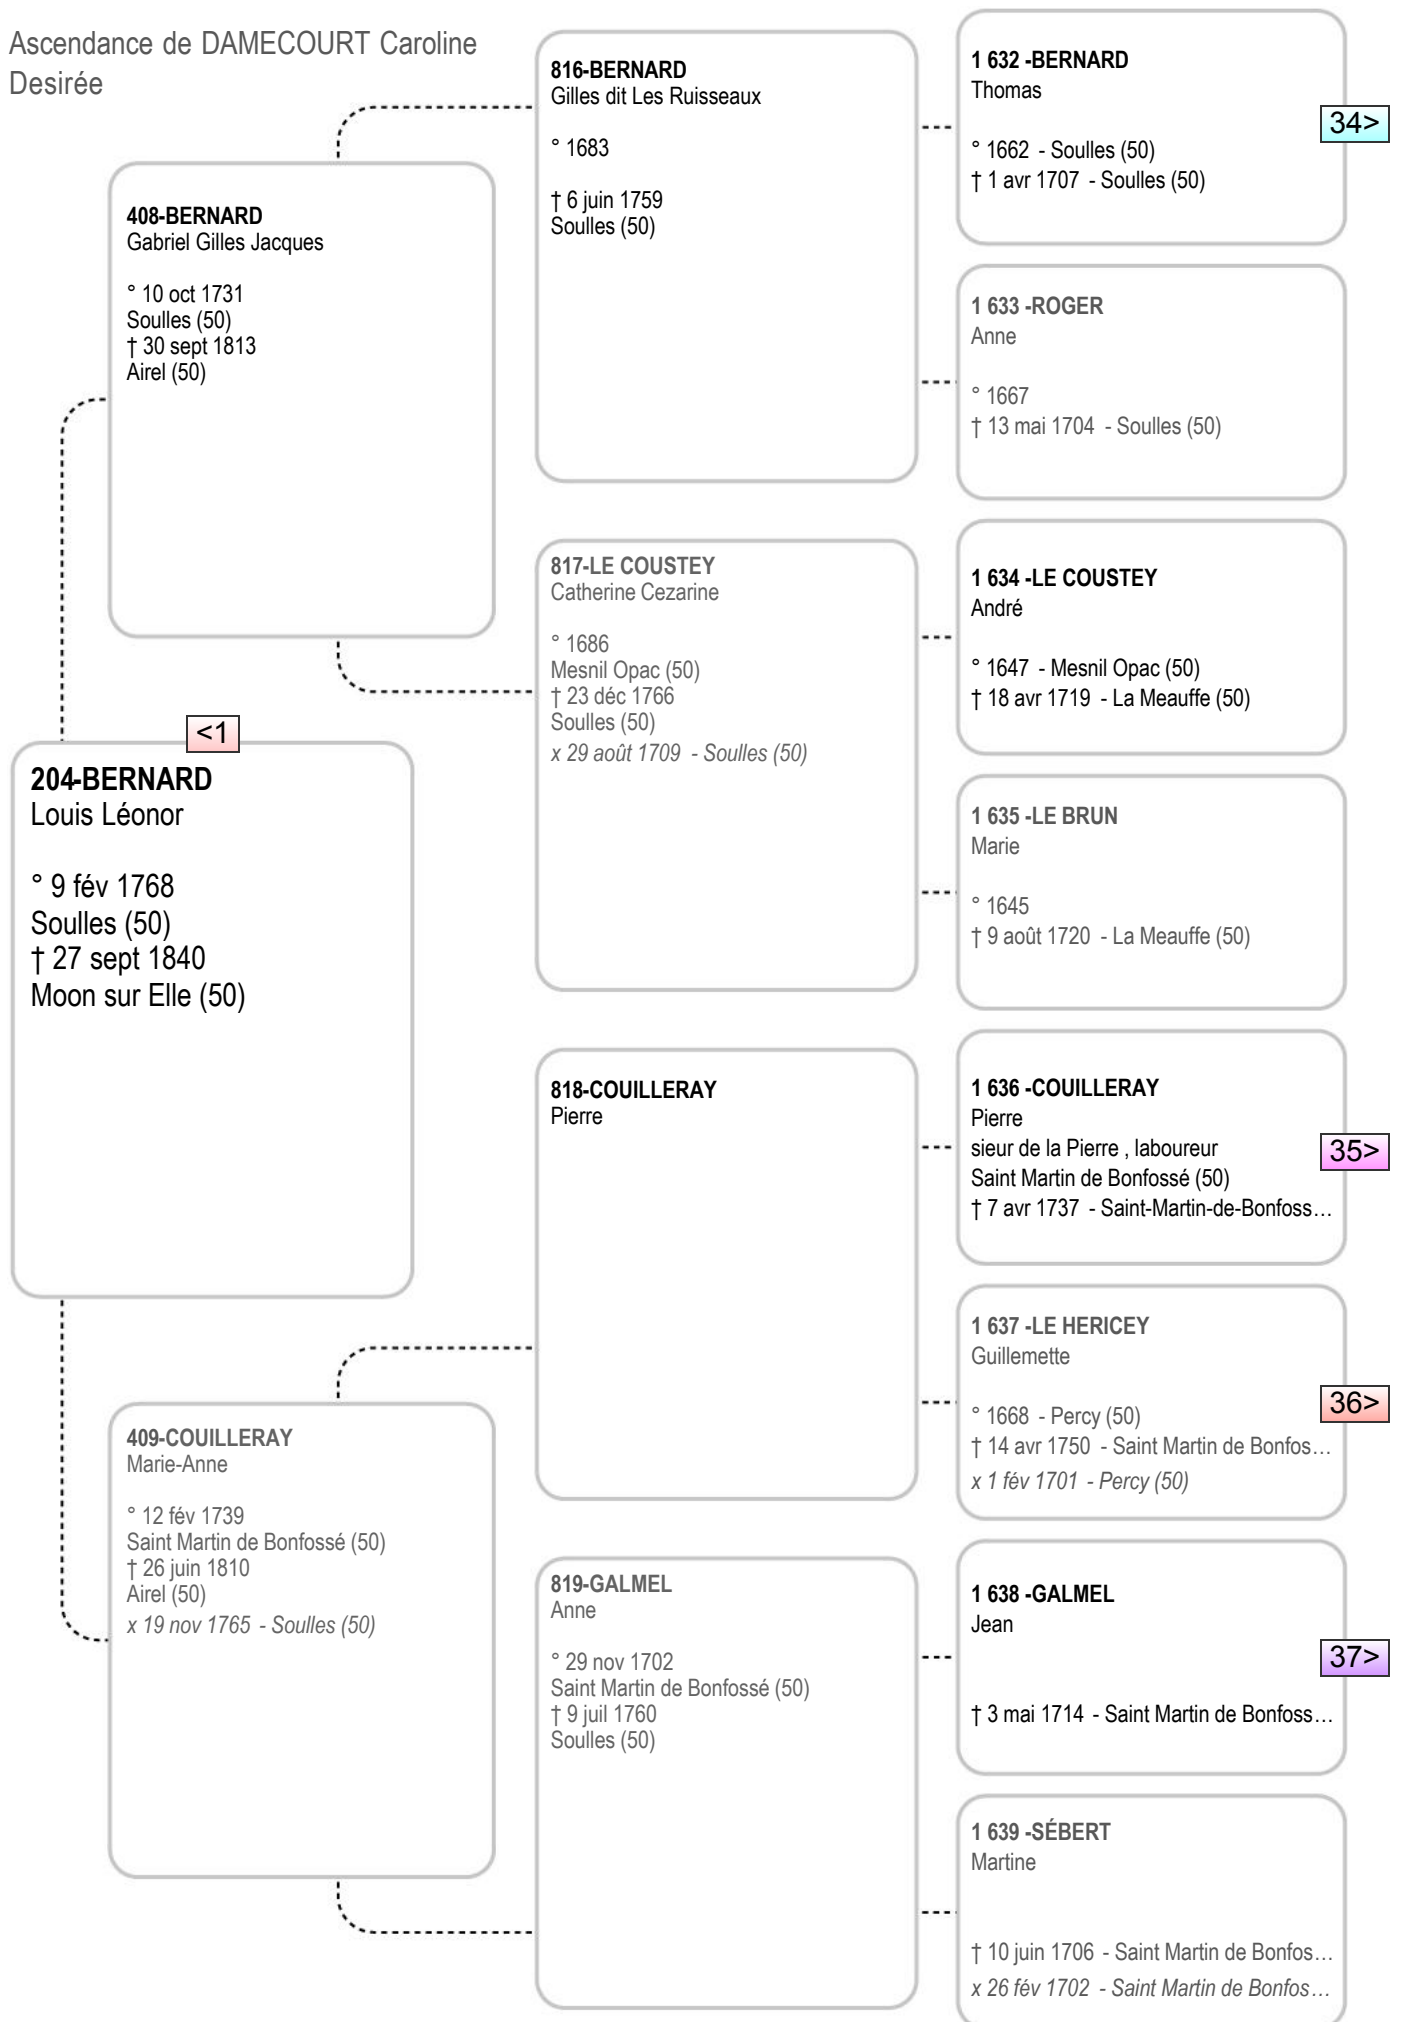 Ascendance de DAMECOURT Caroline
Desirée
<1
204-BERNARD
Louis Léonor
° 9 fév 1768
Soulles (50)
† 27 sept 1840
Moon sur Elle (50)
408-BERNARD
Gabriel Gilles Jacques
° 10 oct 1731
Soulles (50)
† 30 sept 1813
Airel (50)
409-COUILLERAY
Marie-Anne
° 12 fév 1739
Saint Martin de Bonfossé (50)
† 26 juin 1810
Airel (50)
x 19 nov 1765 - Soulles (50)
816-BERNARD
Gilles dit Les Ruisseaux
° 1683
† 6 juin 1759
Soulles (50)
817-LE COUSTEY
Catherine Cezarine
° 1686
Mesnil Opac (50)
† 23 déc 1766
Soulles (50)
x 29 août 1709 - Soulles (50)
818-COUILLERAY
Pierre
819-GALMEL
Anne
° 29 nov 1702
Saint Martin de Bonfossé (50)
† 9 juil 1760
Soulles (50)
1 632 -BERNARD
Thomas
34>
° 1662 - Soulles (50)
† 1 avr 1707 - Soulles (50)
1 633 -ROGER
Anne
° 1667
† 13 mai 1704 - Soulles (50)
1 634 -LE COUSTEY
André
° 1647 - Mesnil Opac (50)
† 18 avr 1719 - La Meauffe (50)
1 635 -LE BRUN
Marie
° 1645
† 9 août 1720 - La Meauffe (50)
1 636 -COUILLERAY
Pierre
sieur de la Pierre , laboureur
35>
Saint Martin de Bonfossé (50)
† 7 avr 1737 - Saint-Martin-de-Bonfoss…
1 637 -LE HERICEY
Guillemette
36>
° 1668 - Percy (50)
† 14 avr 1750 - Saint Martin de Bonfos…
x 1 fév 1701 - Percy (50)
1 638 -GALMEL
Jean
37>
† 3 mai 1714 - Saint Martin de Bonfoss…
1 639 -SÉBERT
Martine
† 10 juin 1706 - Saint Martin de Bonfos…
x 26 fév 1702 - Saint Martin de Bonfos…